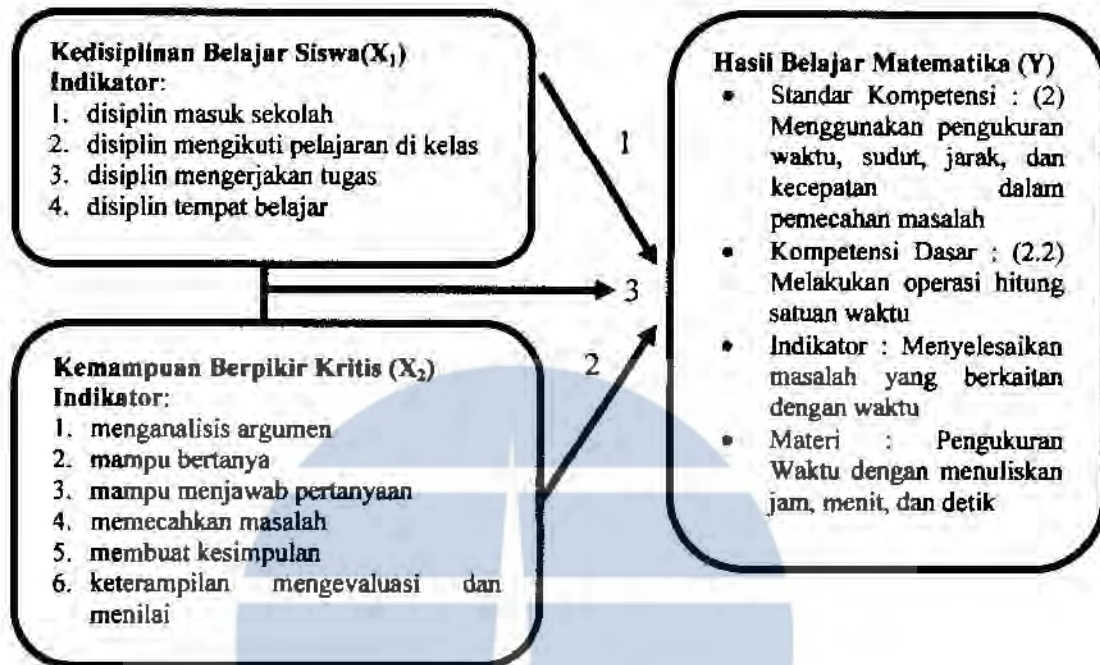 Kedisiplinan Belajar Siswa(X₁)
Indikator:
1. disiplin masuk sekolah
2. disiplin mengikuti pelajaran di kelas
3. disiplin mengerjakan tugas
4. disiplin tempat belajar
1
3
Kemampuan Berpikir Kritis (X₂)
Indikator:
1. menganalisis argumen
2. mampu bertanya
3. mampu menjawab pertanyaan
4. memecahkan masalah
5. membuat kesimpulan
6. keterampilan mengevaluasi dan
menilai
2
Hasil Belajar Matematika (Y)
• Standar Kompetensi : (2)
Menggunakan pengukuran
waktu, sudut, jarak, dan
kecepatan dalam
pemecahan masalah
• Kompetensi Dasar : (2.2)
Melakukan operasi hitung
satuan waktu
• Indikator : Menyelesaikan
masalah yang berkaitan
dengan waktu
• Materi : Pengukuran
Waktu dengan menuliskan
jam, menit, dan detik